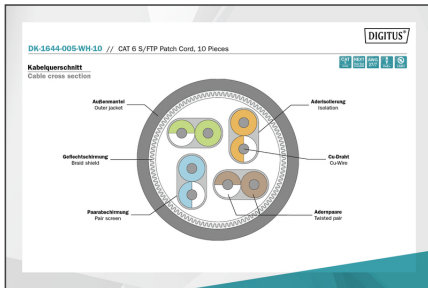 DIGITUS
DK-1644-005-WH-10 // CAT 6 S/FTP Patch Cord, 10 Pieces
Kabelquerschnitt
Cable cross section
Außenmantel
Outer jacket
Aderisolierung
Isolation
Geflechtschirmung
Braid shield
Cu-Draht
Cu-Wire
Paarabschirmung
Pair screen
Adernpaare
Twisted pair